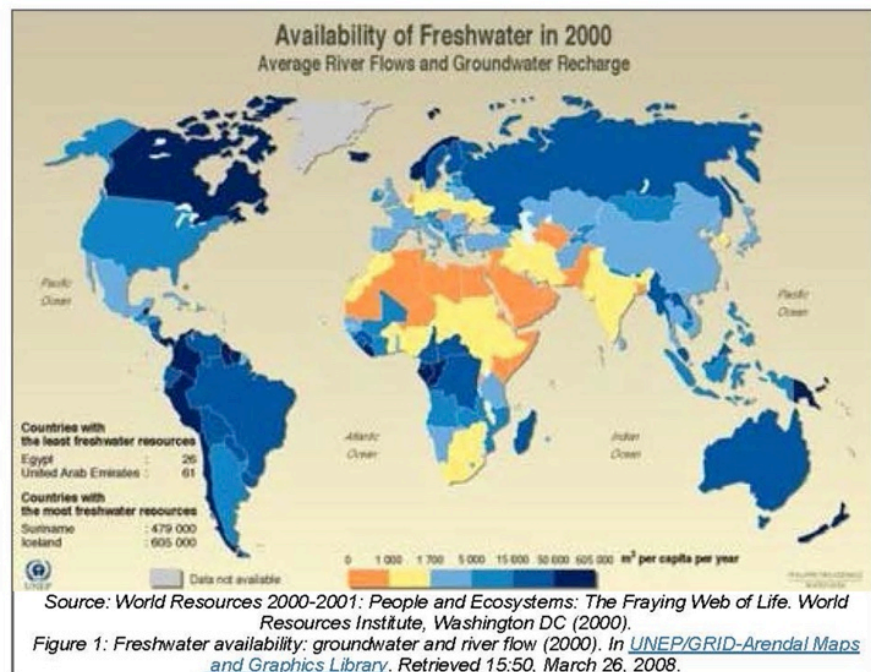 Availability of Freshwater in 2000
Average River Flows and Groundwater Recharge
Pacific
Ocean
Pacific
Ocean
Atlantic
Ocean
Indian
Ocean
Countries with
the least freshwater resources
Egypt : 26
United Arab Emirates : 61
Countries with
the most freshwater resources
Suriname : 479 000
Iceland : 605 000
0 1 000 1 700 5 000 15 000 50 000 605 000 m³ per capita per year
UNEP
Data not available
Source: World Resources 2000-2001: People and Ecosystems: The Fraying Web of Life. World
Resources Institute, Washington DC (2000).
Figure 1: Freshwater availability: groundwater and river flow (2000). In UNEP/GRID-Arendal Maps
and Graphics Library. Retrieved 15:50, March 26, 2008.